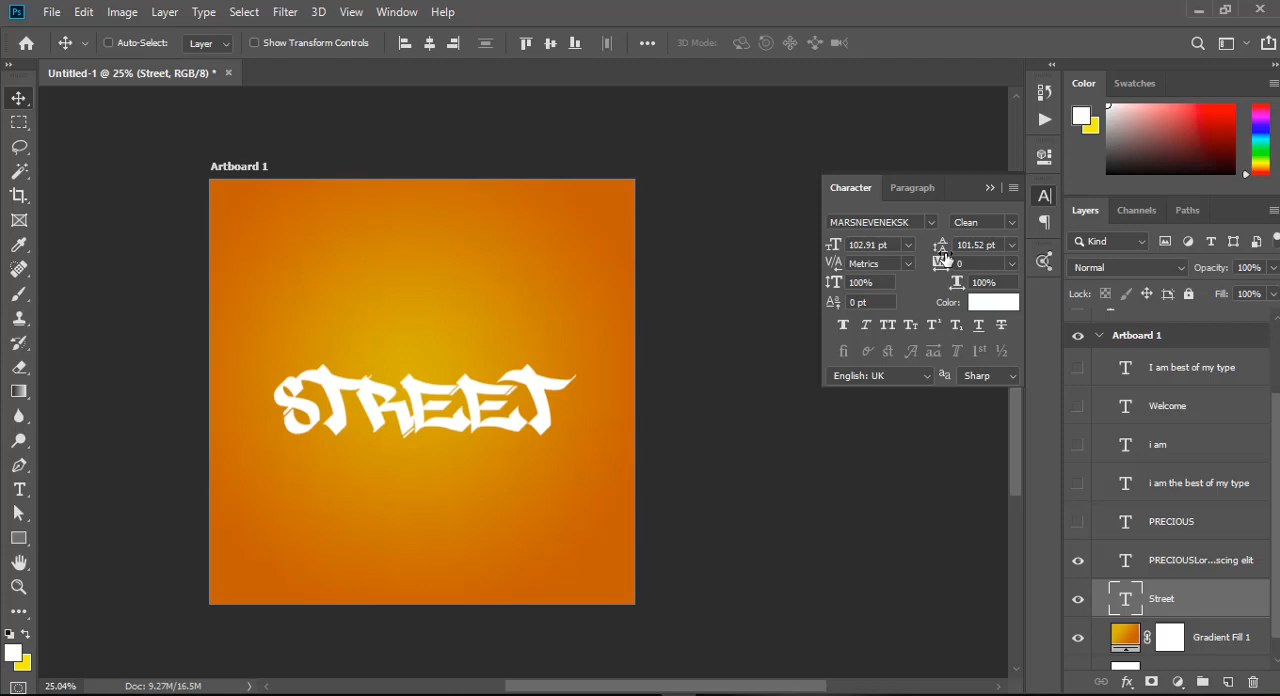 Ps File Edit Image Layer Type Select Filter 3D View Window Help
Auto-Select: Layer Show Transform Controls 3D Mode:
Untitled-1 @ 25% (Street, RGB/8) *
Color Swatches
Artboard 1
Character Paragraph
MARSNEVENEKSK Clean
102.91 pt 101.52 pt
Metrics 0
100% 100%
0 pt Color:
English: UK Sharp
STREET
Layers Channels Paths
Kind
Normal Opacity: 100%
Lock: Fill: 100%
Artboard 1
I am best of my type
Welcome
i am
i am the best of my type
PRECIOUS
PRECIOUSLor...scing elit
Street
Gradient Fill 1
25.04% Doc: 9.27M/16.5M